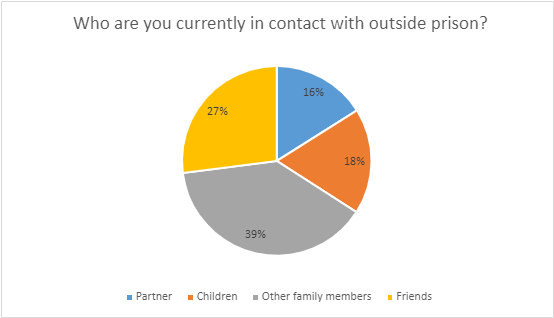 Who are you currently in contact with outside prison?
16%
27%
18%
39%
Partner Children Other family members Friends